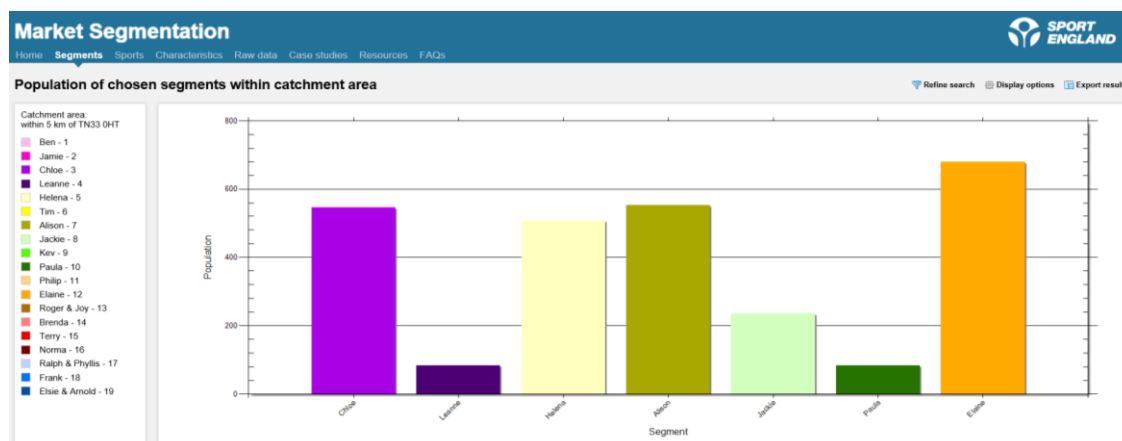 Market Segmentation
SPORT
ENGLAND
Home Segments Sports Characteristics Raw data Case studies Resources FAQs
Population of chosen segments within catchment area
Refine search Display options Export resul
Catchment area:
within 5 km of TN33 0HT
Ben - 1
Jamie - 2
Chloe - 3
Leanne - 4
Helena - 5
Tim - 6
Alison - 7
Jackie - 8
Kev - 9
Paula - 10
Philip - 11
Elaine - 12
Roger & Joy - 13
Brenda - 14
Terry - 15
Norma - 16
Ralph & Phyllis - 17
Frank - 18
Elsie & Arnold - 19
800
600
400
200
0
Population
Chloe Leanne Helena Alison Jackie Paula Elaine
Segment